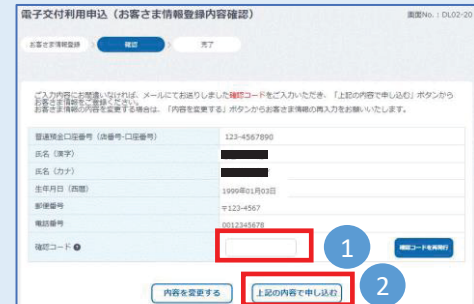 電子交付利用申込（お客さま情報登録内容確認）
画面No.：DL02-20
お客さま情報登録
確認
完了
ご入力内容にお間違いなければ、メールにてお送りしました確認コードをご入力いただき、「上記の内容で申し込む」ボタンから
お客さま情報をご登録ください。
お客さま情報の内容を変更する場合は、「内容を変更する」ボタンからお客さま情報の再入力をお願いいたします。
普通預金口座番号（店番号-口座番号）
123-4567890
氏名（漢字）
氏名（カナ）
生年月日（西暦）
1999年01月03日
郵便番号
〒123-4567
電話番号
0012345678
確認コード
1
確認コードを再発行
内容を変更する
上記の内容で申し込む
2